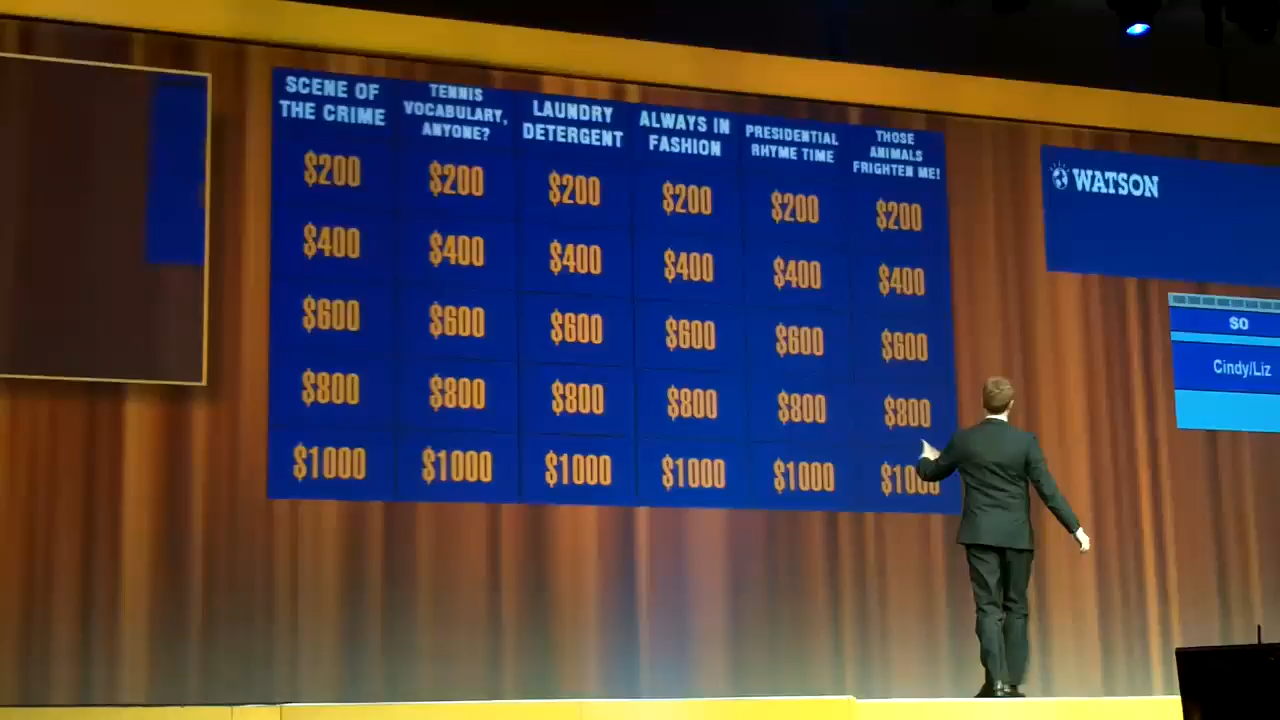 SCENE OF
THE CRIME
TENNIS
VOCABULARY,
ANYONE?
LAUNDRY
DETERGENT
ALWAYS IN
FASHION
PRESIDENTIAL
RHYME TIME
THOSE
ANIMALS
FRIGHTEN ME!
$200 $200 $200 $200 $200 $200
$400 $400 $400 $400 $400 $400
$600 $600 $600 $600 $600 $600
$800 $800 $800 $800 $800 $800
$1000 $1000 $1000 $1000 $1000 $1000
WATSON
$0
Cindy/Liz